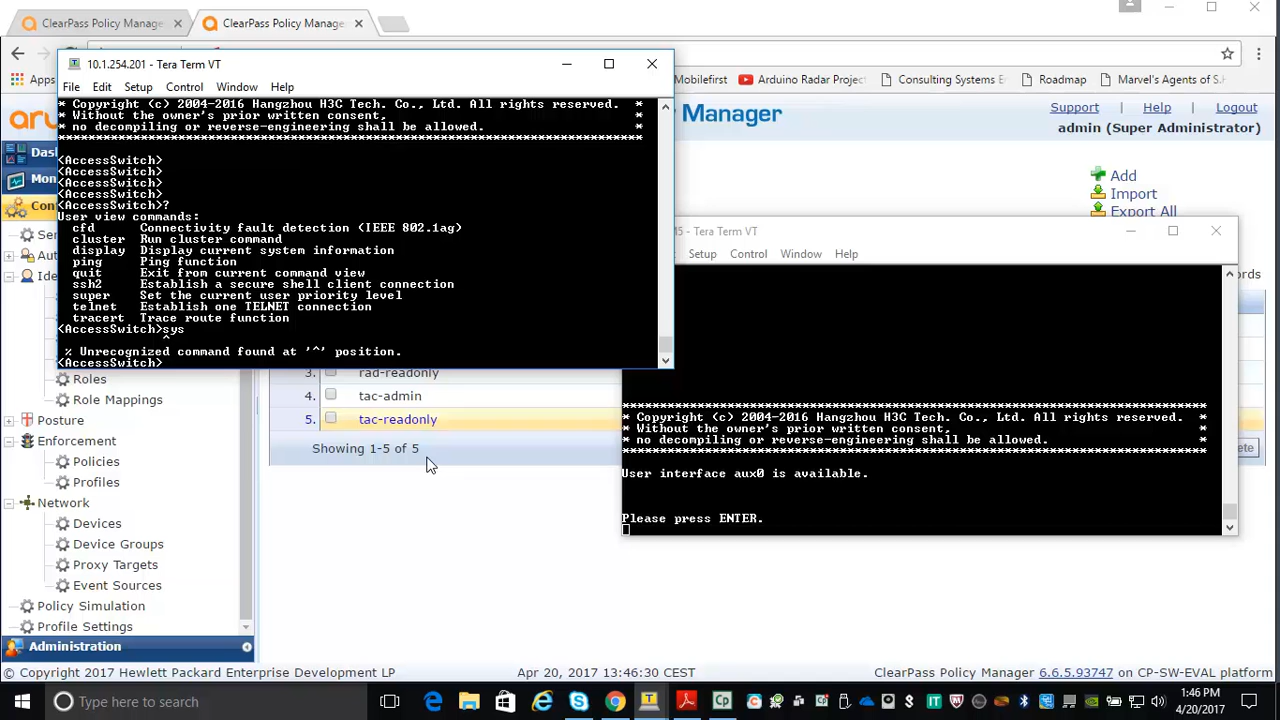 ClearPass Policy Manage
ClearPass Policy Manage
Apps
Mobilefirst
Arduino Radar Projec
Consulting Systems E
Roadmap
Marvel's Agents of S.H
10.1.254.201 - Tera Term VT
File Edit Setup Control Window Help
* Copyright (c) 2004-2016 Hangzhou H3C Tech. Co., Ltd. All rights reserved. *
* Without the owner's prior written consent, *
* no decompiling or reverse-engineering shall be allowed. *
******************************************************************************
<AccessSwitch>
<AccessSwitch>
<AccessSwitch>
<AccessSwitch>
<AccessSwitch>?
User view commands:
cfd Connectivity fault detection (IEEE 802.1ag)
cluster Run cluster command
display Display current system information
ping Ping function
quit Exit from current command view
ssh2 Establish a secure shell client connection
super Set the current user priority level
telnet Establish one TELNET connection
tracert Trace route function
<AccessSwitch>sys
^
% Unrecognized command found at '^' position.
<AccessSwitch>
aru
Manager
Support | Help | Logout
admin (Super Administrator)
Das
Mon
Con
Ser
Au
Ide
Add
Import
Export All
M5 - Tera Term VT
Setup Control Window Help
ords
******************************************************************************
* Copyright (c) 2004-2016 Hangzhou H3C Tech. Co., Ltd. All rights reserved. *
* Without the owner's prior written consent, *
* no decompiling or reverse-engineering shall be allowed. *
******************************************************************************
User interface aux0 is available.
Please press ENTER.
3. rad-readonly
4. tac-admin
5. tac-readonly
Showing 1-5 of 5
ete
Roles
Role Mappings
Posture
Enforcement
Policies
Profiles
Network
Devices
Device Groups
Proxy Targets
Event Sources
Policy Simulation
Profile Settings
Administration
© Copyright 2017 Hewlett Packard Enterprise Development LP
Apr 20, 2017 13:46:30 CEST
ClearPass Policy Manager 6.6.5.93747 on CP-SW-EVAL platform
Type here to search
1:46 PM
4/20/2017